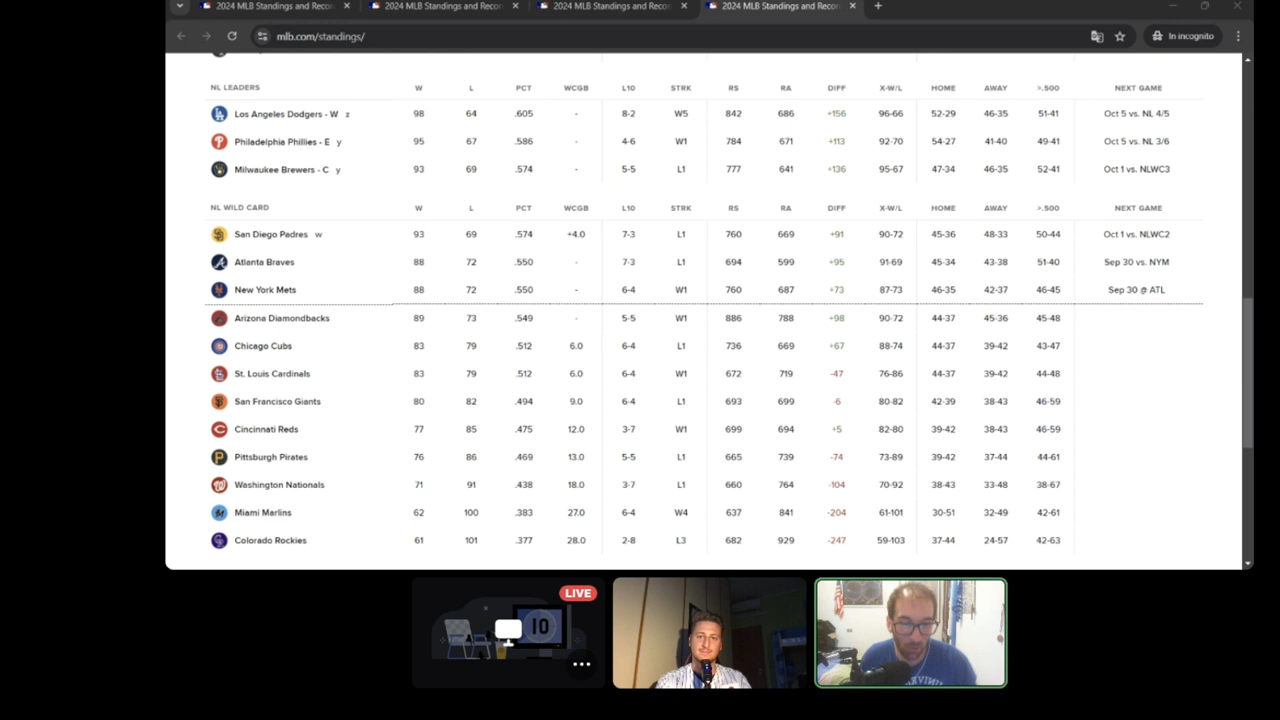 2024 MLB Standings and Recor 2024 MLB Standings and Recor 2024 MLB Standings and Recor 2024 MLB Standings and Recor
mlb.com/standings/ In incognito
NL LEADERS W L PCT WCGB L10 STRK RS RA DIFF X-W/L HOME AWAY >.500 NEXT GAME
Los Angeles Dodgers - W z 98 64 .605 - 8-2 W5 842 686 +156 96-66 52-29 46-35 51-41 Oct 5 vs. NL 4/5
Philadelphia Phillies - E y 95 67 .586 - 4-6 W1 784 671 +113 92-70 54-27 41-40 49-41 Oct 5 vs. NL 3/6
Milwaukee Brewers - C y 93 69 .574 - 5-5 L1 777 641 +136 95-67 47-34 46-35 52-41 Oct 1 vs. NLWC3
NL WILD CARD W L PCT WCGB L10 STRK RS RA DIFF X-W/L HOME AWAY >.500 NEXT GAME
San Diego Padres w 93 69 .574 +4.0 7-3 L1 760 669 +91 90-72 45-36 48-33 50-44 Oct 1 vs. NLWC2
Atlanta Braves 88 72 .550 - 7-3 L1 694 599 +95 91-69 45-34 43-38 51-40 Sep 30 vs. NYM
New York Mets 88 72 .550 - 6-4 W1 760 687 +73 87-73 46-35 42-37 46-45 Sep 30 @ ATL
Arizona Diamondbacks 89 73 .549 - 5-5 W1 886 788 +98 90-72 44-37 45-36 45-48
Chicago Cubs 83 79 .512 6.0 6-4 L1 736 669 +67 88-74 44-37 39-42 43-47
St. Louis Cardinals 83 79 .512 6.0 6-4 W1 672 719 -47 76-86 44-37 39-42 44-48
San Francisco Giants 80 82 .494 9.0 6-4 L1 693 699 -6 80-82 42-39 38-43 46-59
Cincinnati Reds 77 85 .475 12.0 3-7 W1 699 694 +5 82-80 39-42 38-43 46-59
Pittsburgh Pirates 76 86 .469 13.0 5-5 L1 665 739 -74 73-89 39-42 37-44 44-61
Washington Nationals 71 91 .438 18.0 3-7 L1 660 764 -104 70-92 38-43 33-48 38-67
Miami Marlins 62 100 .383 27.0 6-4 W4 637 841 -204 61-101 30-51 32-49 42-61
Colorado Rockies 61 101 .377 28.0 2-8 L3 682 929 -247 59-103 37-44 24-57 42-63
LIVE
10